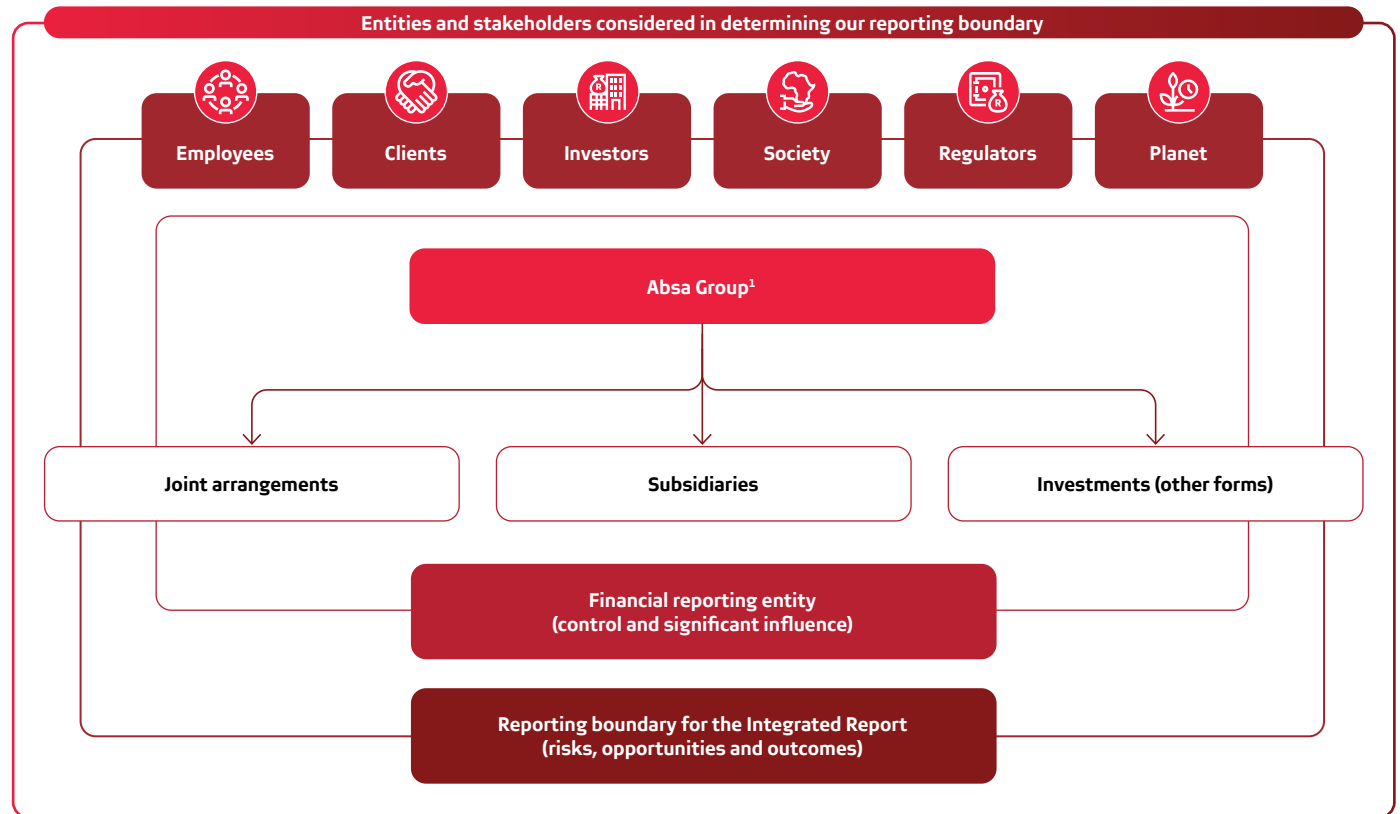 Entities and stakeholders considered in determining our reporting boundary
R
R
Employees
Clients
Investors
Society
Regulators
Planet
Absa Group¹
Joint arrangements
Subsidiaries
Investments (other forms)
Financial reporting entity
(control and significant influence)
Reporting boundary for the Integrated Report
(risks, opportunities and outcomes)